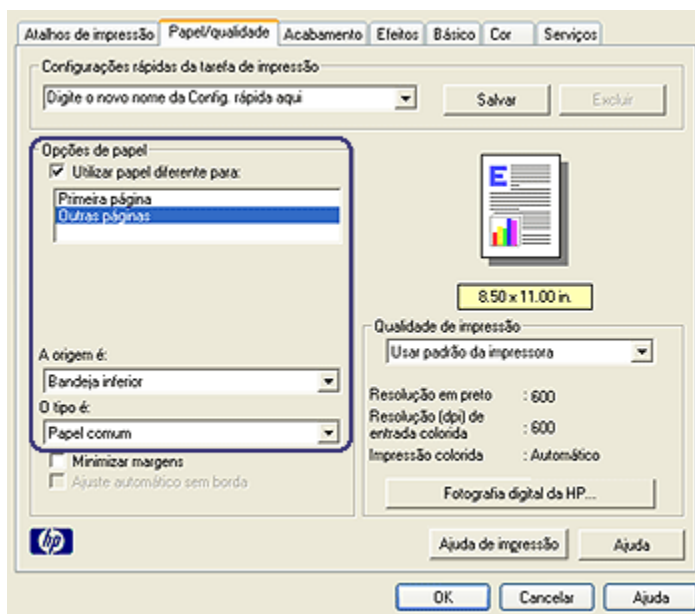 Atalhos de impressão Papel/qualidade Acabamento Efeitos Básico Cor Serviços
Configurações rápidas da tarefa de impressão
Digite o novo nome da Config. rápida aqui
Salvar
Excluir
Opções de papel
Utilizar papel diferente para:
Primeira página
Outras páginas
A origem é:
Bandeja inferior
O tipo é:
Papel comum
Minimizar margens
Ajuste automático sem borda
E
8.50 x 11.00 in.
Qualidade de impressão
Usar padrão da impressora
Resolução em preto : 600
Resolução (dpi) de
entrada colorida : 600
Impressão colorida : Automático
Fotografia digital da HP...
hp
Ajuda de impressão
Ajuda
OK
Cancelar
Ajuda